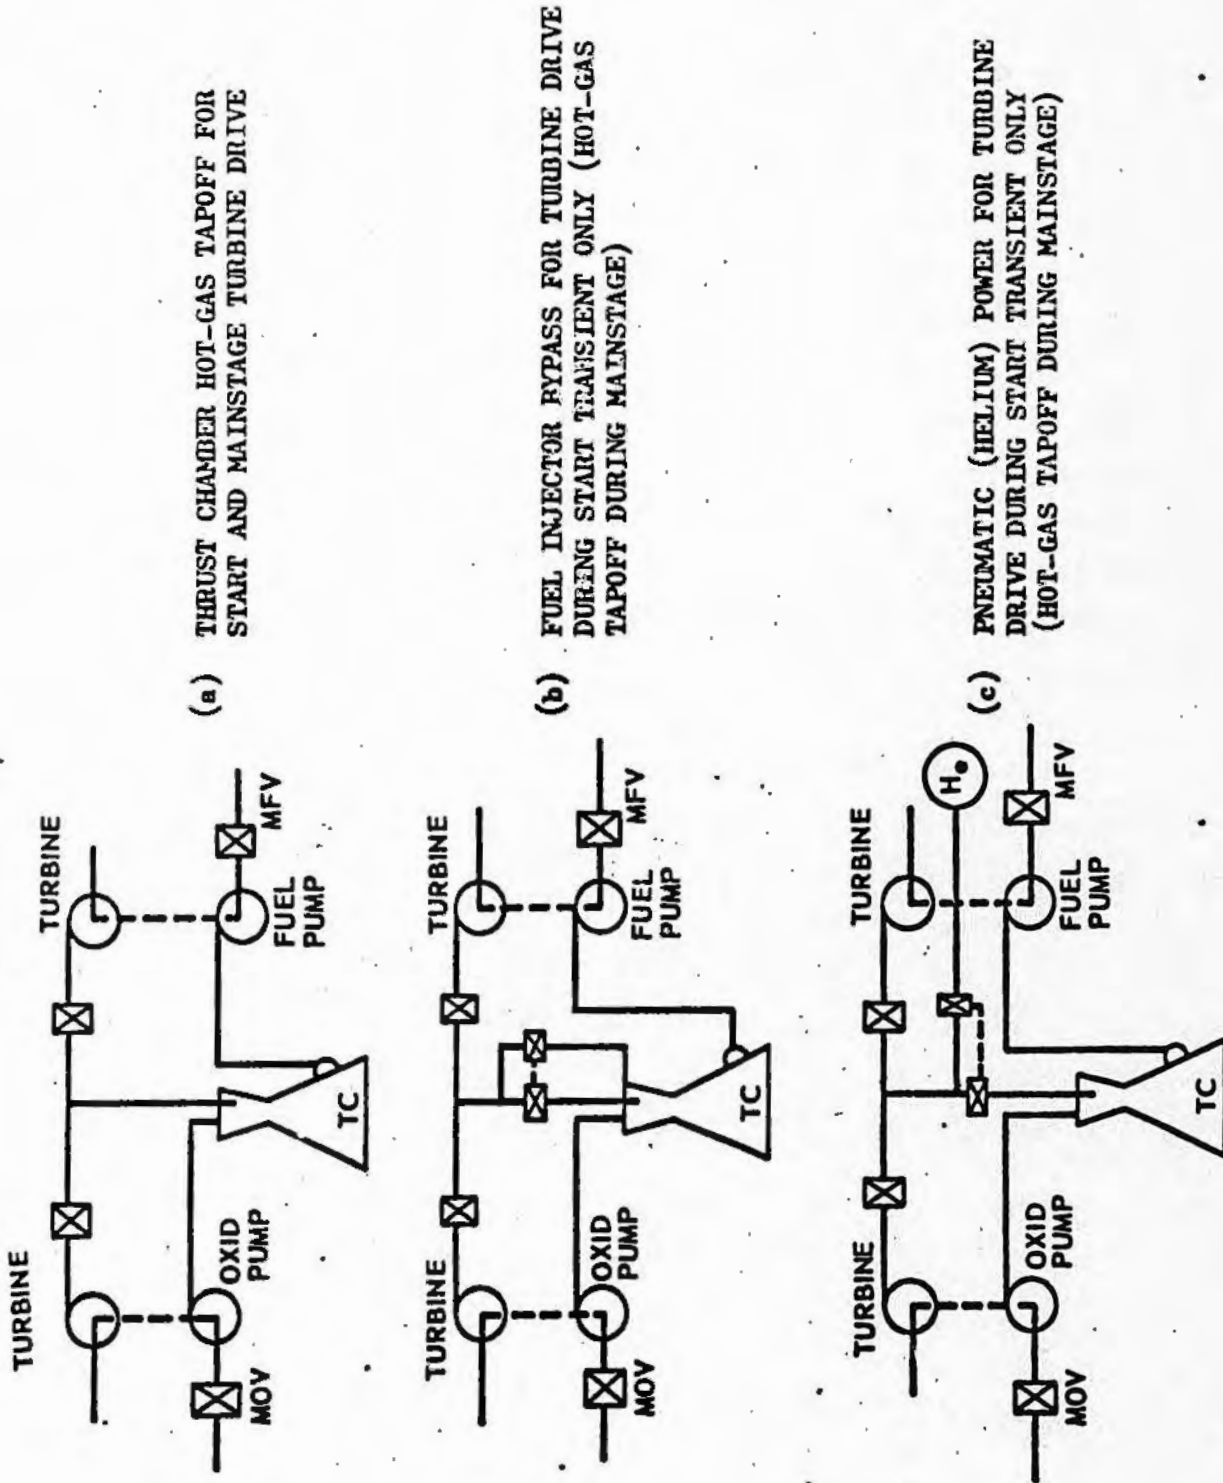 TURBINE
TURBINE
OXID
PUMP
FUEL
PUMP
MOV
MFV
TC
(a) THRUST CHAMBER HOT-GAS TAPOFF FOR
START AND MAINSTAGE TURBINE DRIVE
TURBINE
TURBINE
OXID
PUMP
FUEL
PUMP
MOV
MFV
TC
(b) FUEL INJECTOR BYPASS FOR TURBINE DRIVE
DURING START TRANSIENT ONLY (HOT-GAS
TAPOFF DURING MAINSTAGE)
TURBINE
TURBINE
He
OXID
PUMP
FUEL
PUMP
MOV
MFV
TC
(c) PNEUMATIC (HELIUM) POWER FOR TURBINE
DRIVE DURING START TRANSIENT ONLY
(HOT-GAS TAPOFF DURING MAINSTAGE)